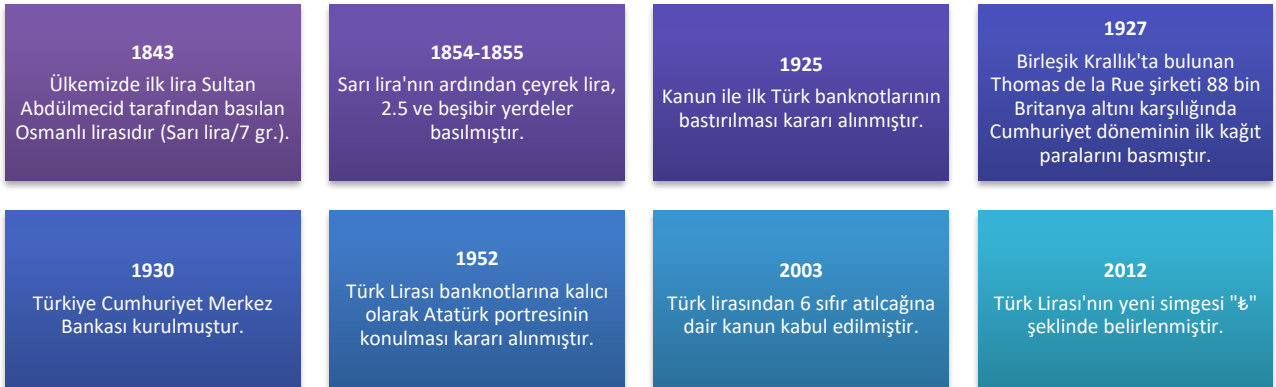 1843
Ülkemizde ilk lira Sultan
Abdülmecid tarafından basılan
Osmanlı lirasıdır (Sarı lira/7 gr.).
1854-1855
Sarı lira'nın ardından çeyrek lira,
2.5 ve beşibir yerdeler
basılmıştır.
1925
Kanun ile ilk Türk banknotlarının
bastırılması kararı alınmıştır.
1927
Birleşik Krallık'ta bulunan
Thomas de la Rue şirketi 88 bin
Britanya altını karşılığında
Cumhuriyet döneminin ilk kağıt
paralarını basmıştır.
1930
Türkiye Cumhuriyet Merkez
Bankası kurulmuştur.
1952
Türk Lirası banknotlarına kalıcı
olarak Atatürk portresinin
konulması kararı alınmıştır.
2003
Türk lirasından 6 sıfır atılcağına
dair kanun kabul edilmiştir.
2012
Türk Lirası'nın yeni simgesi "₺"
şeklinde belirlenmiştir.